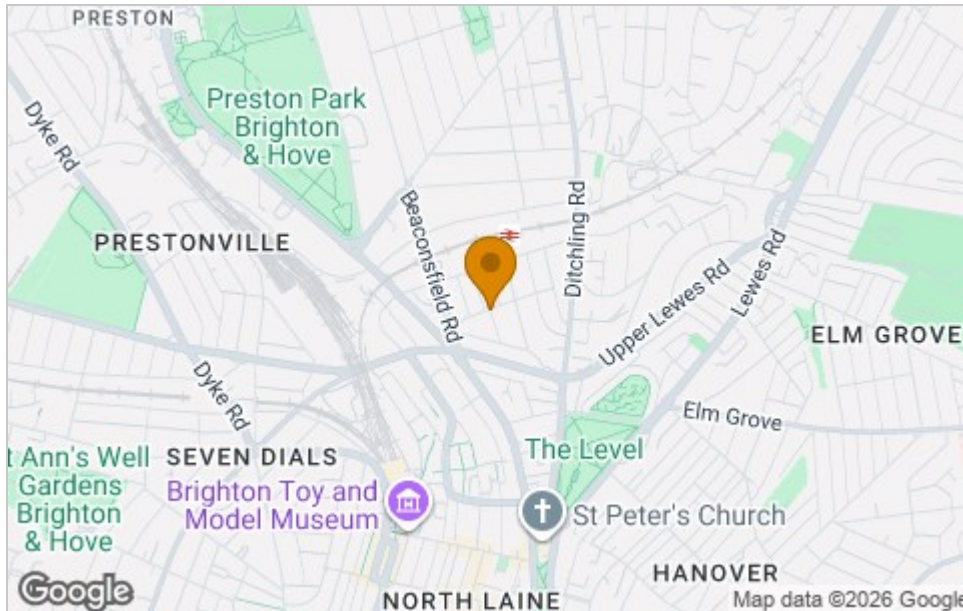 PRESTON
Preston Park
Brighton
& Hove
Dyke Rd
Beaconsfield Rd
Ditchling Rd
PRESTONVILLE
Lewes Rd
Upper Lewes Rd
ELM GROVE
Dyke Rd
Elm Grove
The Level
t Ann's Well
Gardens
Brighton
& Hove
SEVEN DIALS
Brighton Toy and
Model Museum
St Peter's Church
HANOVER
NORTH LAINE
Google
Map data ©2026 Google